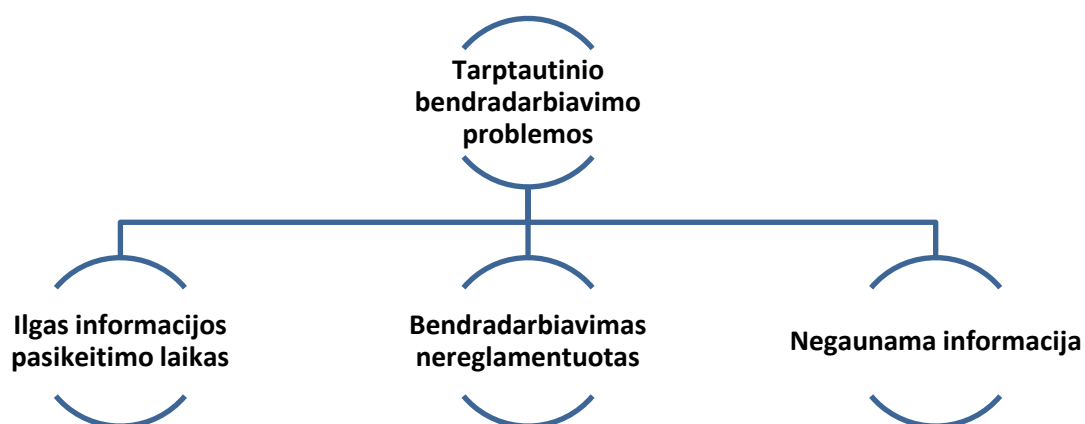 Tarptautinio
bendradarbiavimo
problemos
Ilgas informacijos
pasikeitimo laikas
Bendradarbiavimas
nereglamentuotas
Negaunama informacija